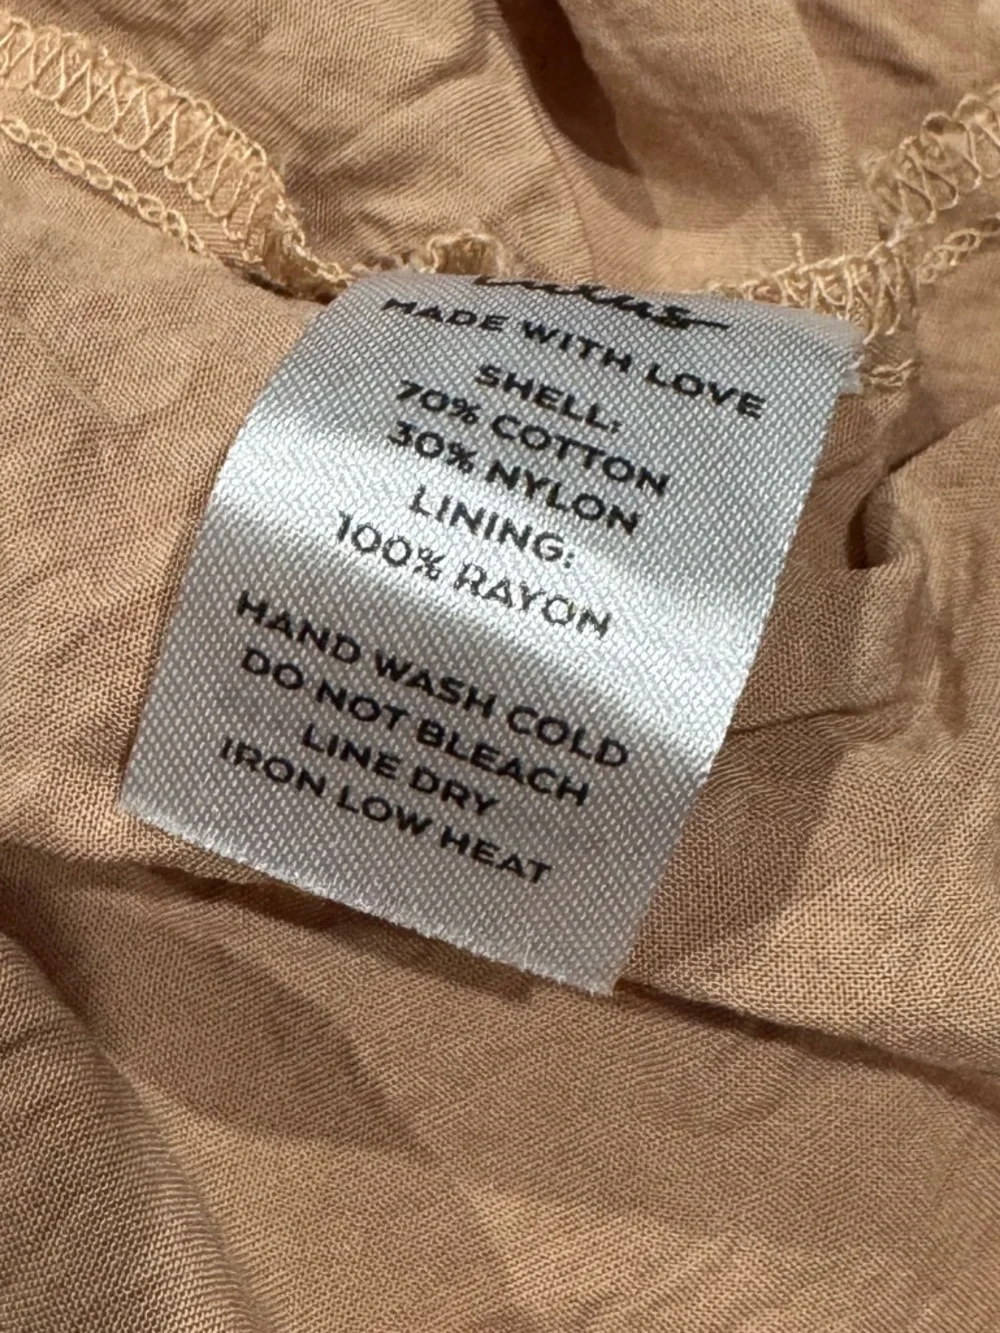 MADE WITH LOVE
SHELL:
70% COTTON
30% NYLON
LINING:
100% RAYON
HAND WASH COLD
DO NOT BLEACH
LINE DRY
IRON LOW HEAT